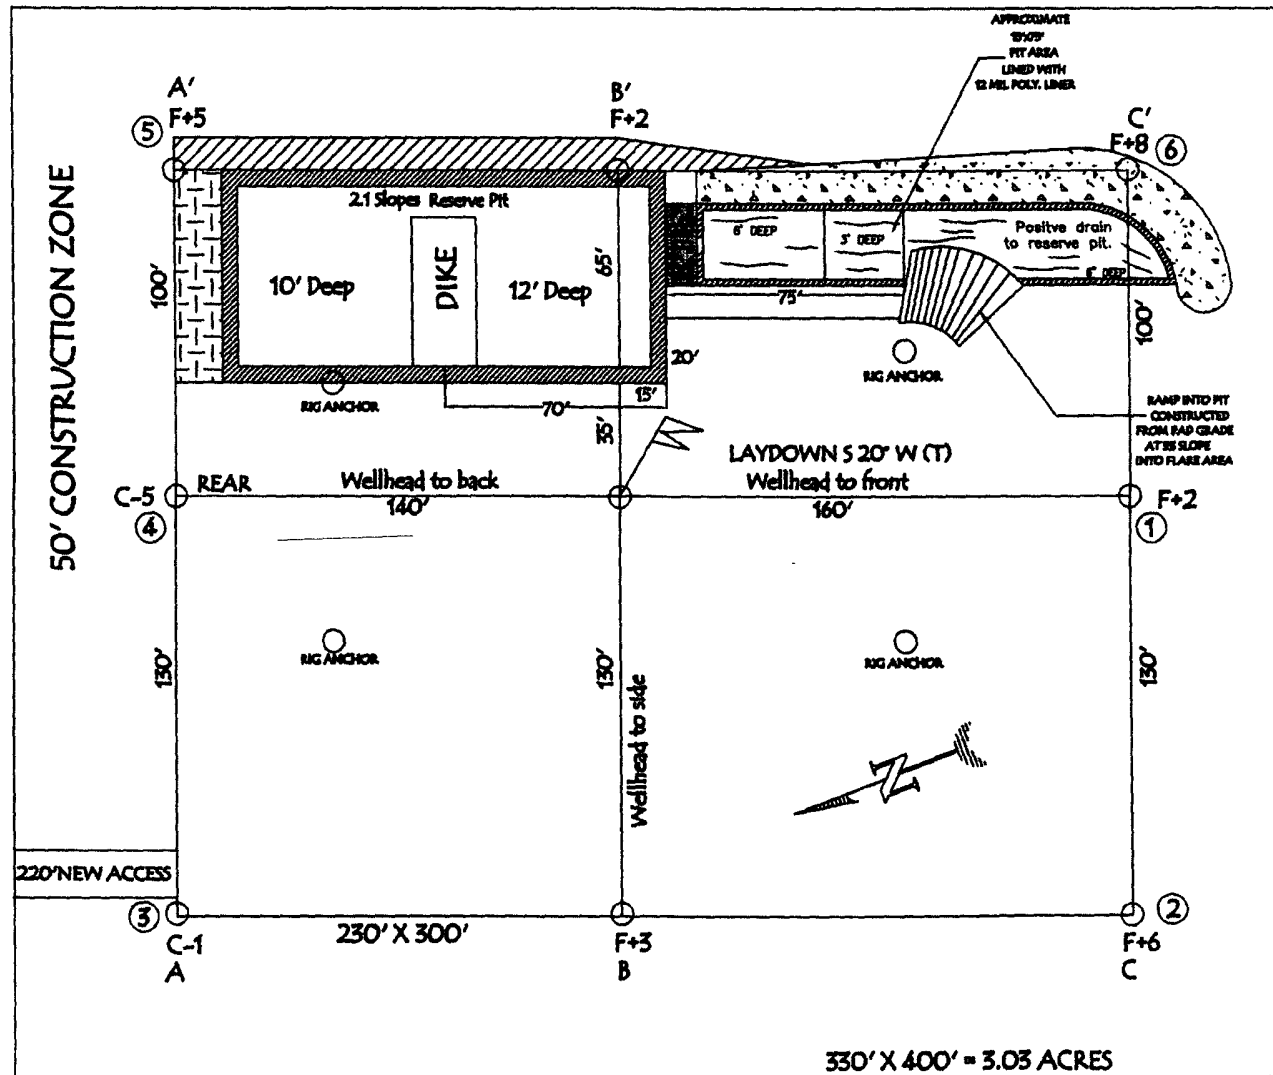 APPROXIMATE
15'X75'
PIT AREA
LINED WITH
12 MIL. POLY. LINER
A'
F+5
5
B'
F+2
C'
F+8
6
50' CONSTRUCTION ZONE
100'
2.1 Slopes Reserve Pit
10' Deep
DIKE
12' Deep
65'
6' DEEP
3' DEEP
Positve drain
to reserve pit.
6' DEEP
75'
100'
20'
15'
70'
35'
RIG ANCHOR
RIG ANCHOR
RAMP INTO PIT
CONSTRUCTED
FROM PAD GRADE
SLOPE
INTO FLARE AREA
LAYDOWN S 20° W (T)
C-5
4
REAR
Wellhead to back
140'
Wellhead to front
160'
F+2
1
130'
RIG ANCHOR
130'
Wellhead to side
RIG ANCHOR
130'
N
220' NEW ACCESS
3
C-1
A
230' X 300'
F+3
B
2
F+6
C
330' X 400' = 3.03 ACRES